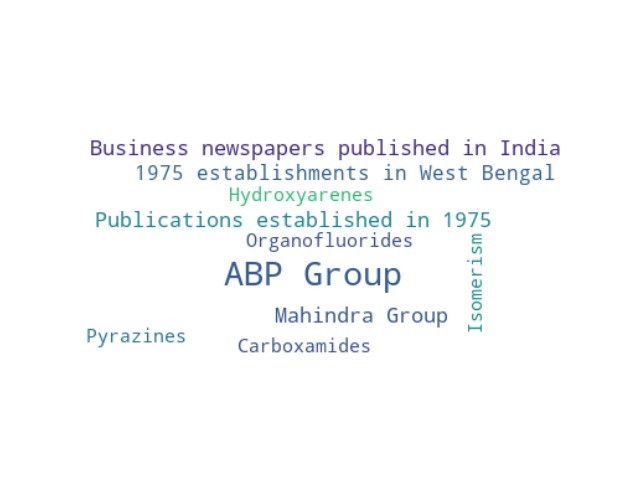 Business newspapers published in India
1975 establishments in West Bengal
Hydroxyarenes
Publications established in 1975
Organofluorides
Isomerism
ABP Group
Mahindra Group
Pyrazines
Carboxamides